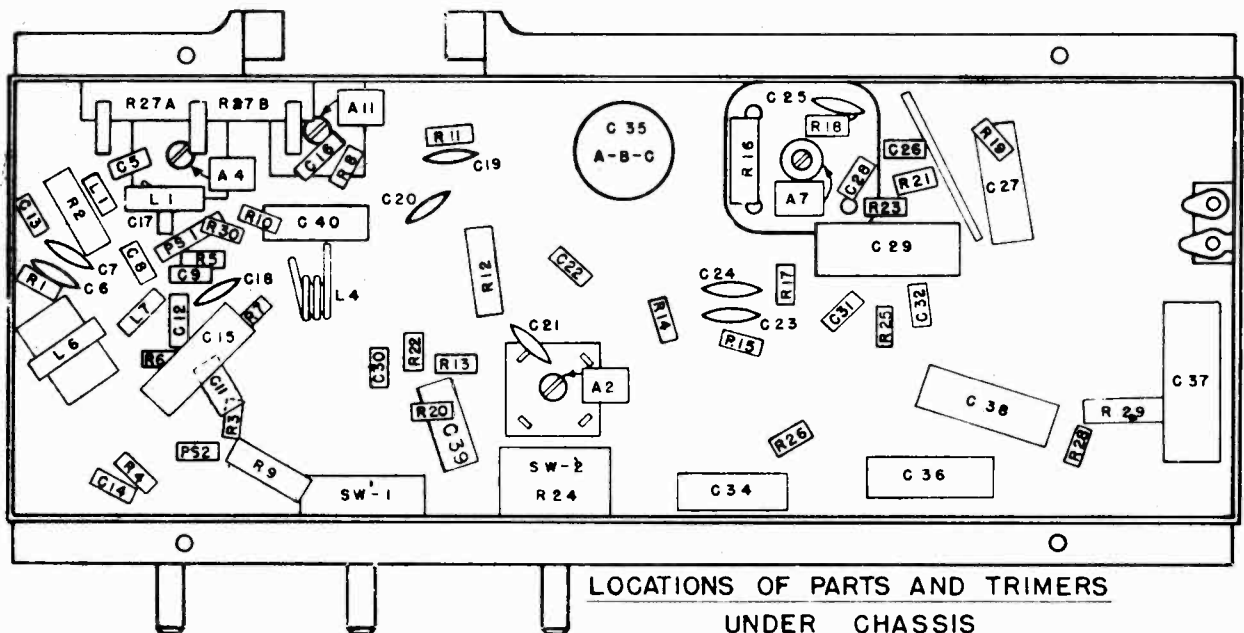 R27A R27B
A11
C25
R18
C35
A-B-C
R16
R11
C19
C16
R8
C5
A4
C26
R19
C27
C28
R21
A7
R23
L1
L1
R2
C13
C17
C20
R10
C40
R30
PS1
C29
C7
C8
R5
C9
C6
R1
C18
L4
R12
C22
C24
R17
C23
C31
C32
R25
L7
C12
R7
C15
R14
R15
C21
L6
R6
C11
C30
R22
R13
A2
C37
R20
C39
C38
R29
R3
R26
R28
PS2
R9
R4
C14
SW-1
SW-2
R24
C34
C36
LOCATIONS OF PARTS AND TRIMERS
UNDER CHASSIS